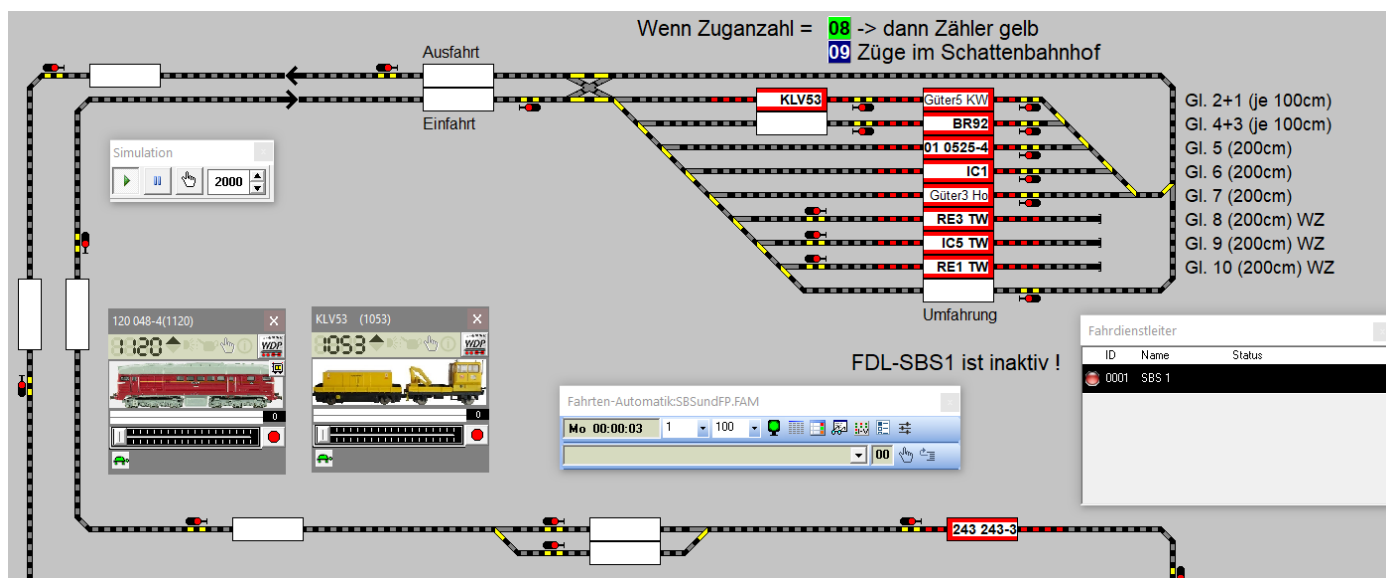 Wenn Zuganzahl = 08 -> dann Zähler gelb
09 Züge im Schattenbahnhof
Ausfahrt
Einfahrt
KLV53
Güter5 KW
Gl. 2+1 (je 100cm)
BR92
Gl. 4+3 (je 100cm)
01 0525-4
Gl. 5 (200cm)
IC1
Gl. 6 (200cm)
Güter3 Ho
Gl. 7 (200cm)
RE3 TW
Gl. 8 (200cm) WZ
IC5 TW
Gl. 9 (200cm) WZ
RE1 TW
Gl. 10 (200cm) WZ
Umfahrung
Simulation
2000
120 048-4(1120)
1120
WDP
0
KLV53 (1053)
1053
WDP
0
FDL-SBS1 ist inaktiv !
Fahrten-Automatik:SBSundFP.FAM
Mo 00:00:03 1 100
00
Fahrdienstleiter
ID Name Status
0001 SBS 1
243 243-3